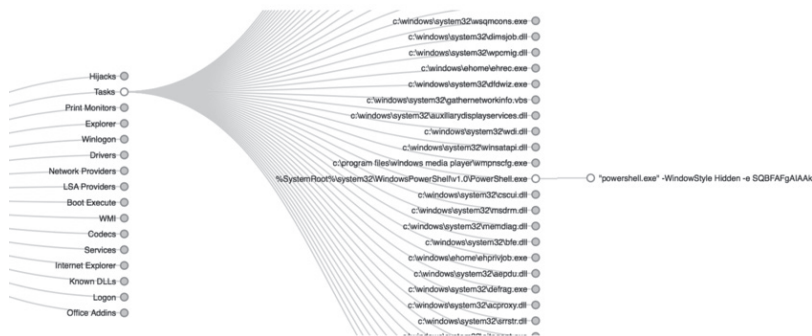 Hijacks
Tasks
Print Monitors
Explorer
Winlogon
Drivers
Network Providers
LSA Providers
Boot Execute
WMI
Codecs
Services
Internet Explorer
Known DLLs
Logon
Office Addins
c:\windows\system32\wsqmcons.exe
c:\windows\system32\dimsjob.dll
c:\windows\system32\wpcmig.dll
c:\windows\ehome\ehrec.exe
c:\windows\system32\dfdwiz.exe
c:\windows\system32\gathernetworkinfo.vbs
c:\windows\system32\auxiliarydisplayservices.dll
c:\windows\system32\wdi.dll
c:\windows\system32\winsatapi.dll
c:\program files\windows media player\wmpnscfg.exe
%SystemRoot%\system32\WindowsPowerShell\v1.0\PowerShell.exe
"powershell.exe" -WindowStyle Hidden -e SQBFAFgAIAAk
c:\windows\system32\cscui.dll
c:\windows\system32\msdrm.dll
c:\windows\system32\memdiag.dll
c:\windows\system32\bfe.dll
c:\windows\ehome\ehprivjob.exe
c:\windows\system32\aepdu.dll
c:\windows\system32\defrag.exe
c:\windows\system32\acproxy.dll
c:\windows\system32\srrstr.dll